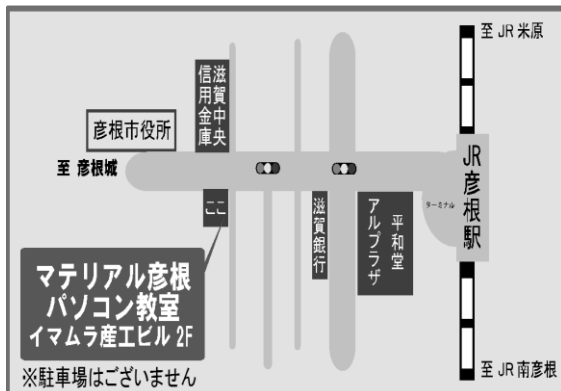 至 JR 米原
滋賀中央
信用金庫
彦根市役所
至 彦根城
JR彦根駅
ターミナル
ここ
滋賀銀行
平和堂
アルプラザ
マテリアル彦根
パソコン教室
イマムラ産工ビル 2F
※駐車場はございません
至 JR 南彦根